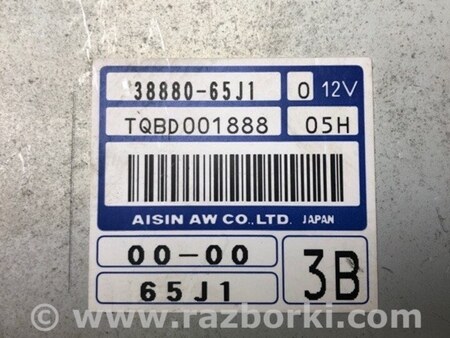 38880-65J1 0 12V
TQBD001888 05H
AISIN AW CO.,LTD. JAPAN
00-00
65J1
3B
© www.razborki.com